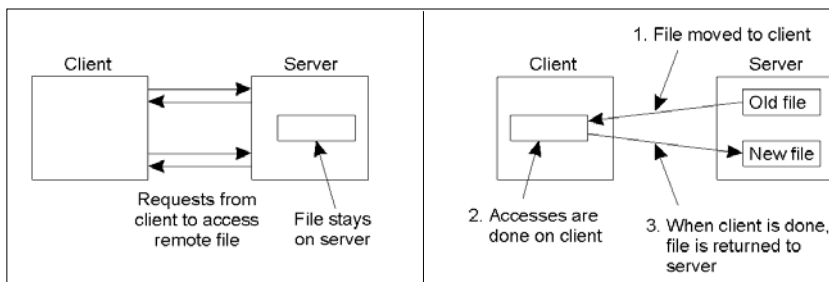 Client
Server
Requests from
client to access
remote file
File stays
on server
1. File moved to client
Client
Server
Old file
New file
2. Accesses are
done on client
3. When client is done,
file is returned to
server